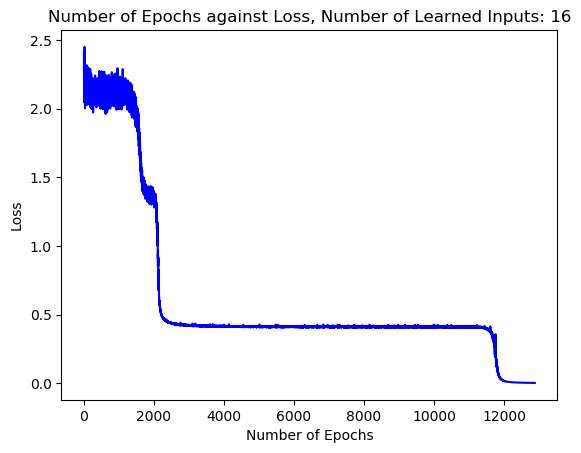 Number of Epochs against Loss, Number of Learned Inputs: 16
2.5
2.0
1.5
1.0
0.5
0.0
Loss
0 2000 4000 6000 8000 10000 12000
Number of Epochs